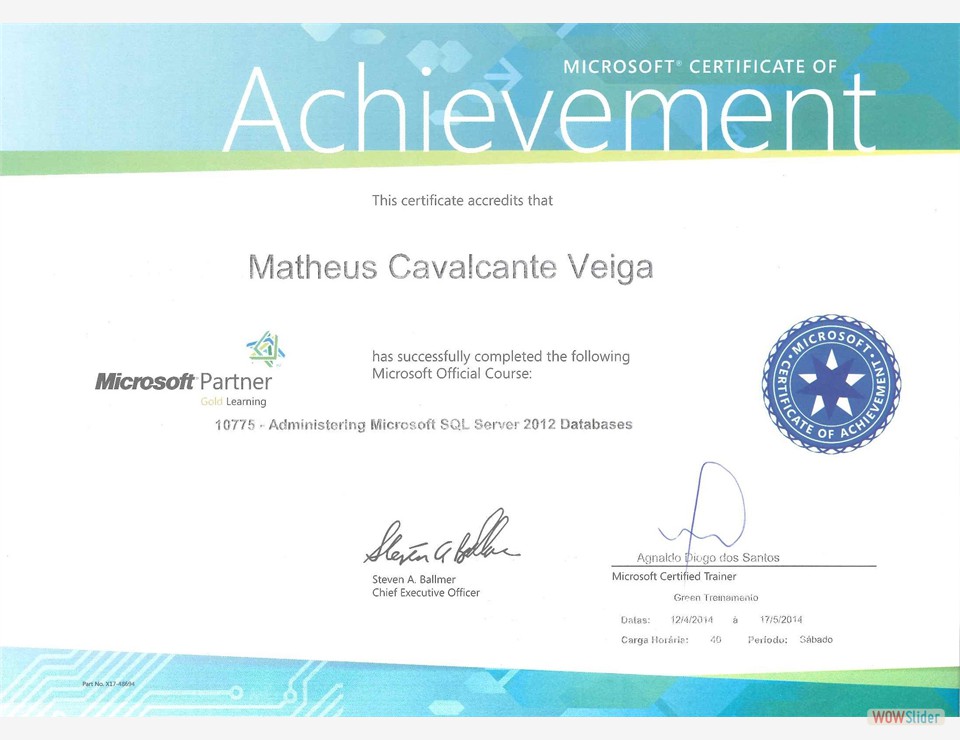 MICROSOFT® CERTIFICATE OF
Achievement
This certificate accredits that
Matheus Cavalcante Veiga
Microsoft Partner
Gold Learning
has successfully completed the following
Microsoft Official Course:
10775 - Administering Microsoft SQL Server 2012 Databases
MICROSOFT • CERTIFICATE OF ACHIEVEMENT •
Steven A Ballmer
Steven A. Ballmer
Chief Executive Officer
Agnaldo Diogo dos Santos
Microsoft Certified Trainer
Green Treinamento
Datas: 12/4/2014 à 17/5/2014
Carga Horária: 40 Período: Sábado
Part No. X17-48694
WOWSlider